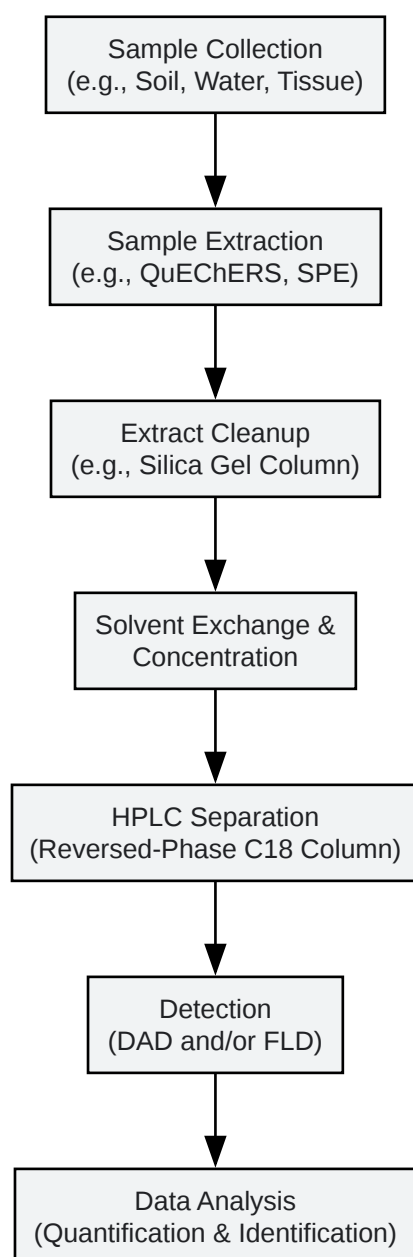 Sample Collection
(e.g., Soil, Water, Tissue)
Sample Extraction
(e.g., QuEChERS, SPE)
Extract Cleanup
(e.g., Silica Gel Column)
Solvent Exchange &
Concentration
HPLC Separation
(Reversed-Phase C18 Column)
Detection
(DAD and/or FLD)
Data Analysis
(Quantification & Identification)